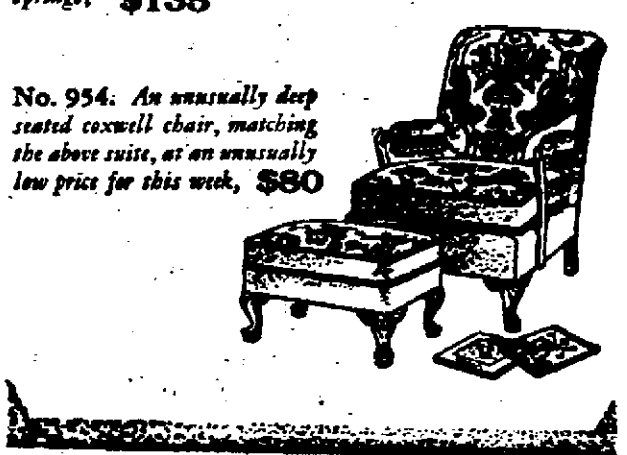 springs, $135
No. 954: An unusually deep
seated coxwell chair, matching
the above suite, at an unusually
low price for this week, $80